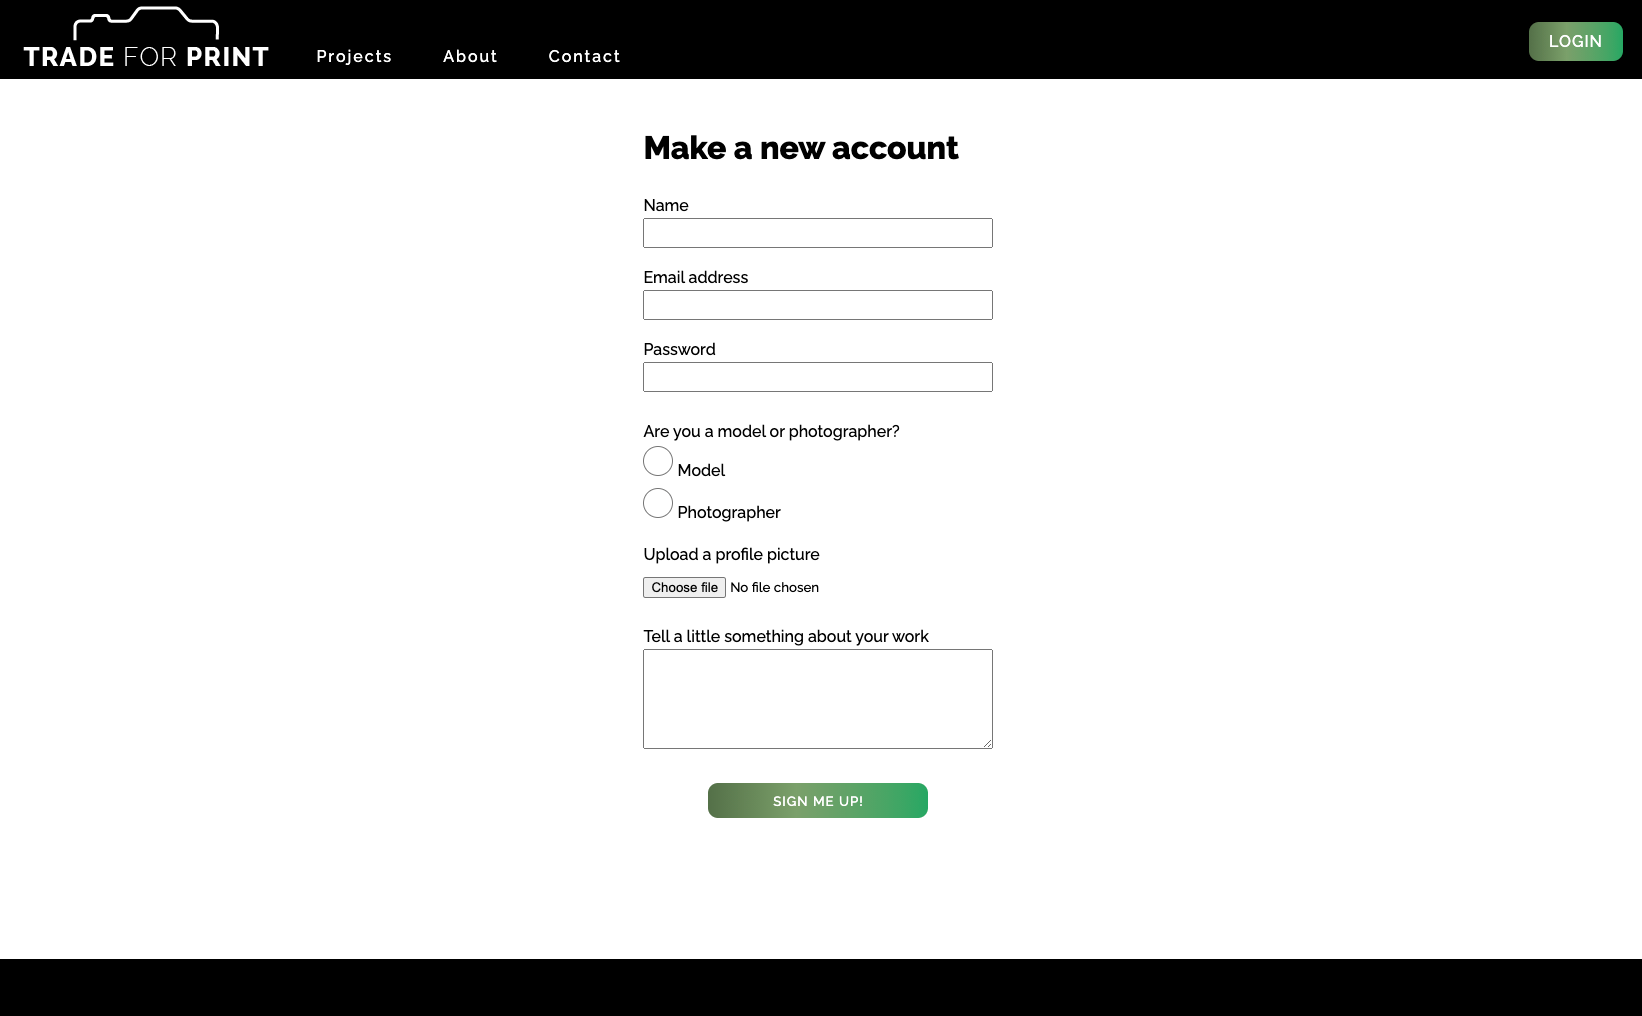 TRADE FOR PRINT
Projects
About
Contact
LOGIN
Make a new account
Name
Email address
Password
Are you a model or photographer?
Model
Photographer
Upload a profile picture
Choose file No file chosen
Tell a little something about your work
SIGN ME UP!